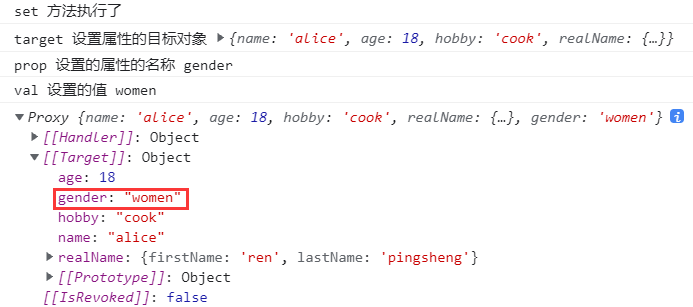 set 方法执行了
target 设置属性的目标对象 ▶{name: 'alice', age: 18, hobby: 'cook', realName: {…}}
prop 设置的属性的名称 gender
val 设置的值 women
▼Proxy {name: 'alice', age: 18, hobby: 'cook', realName: {…}, gender: 'women'} i
▶[[Handler]]: Object
▼[[Target]]: Object
age: 18
gender: "women"
hobby: "cook"
name: "alice"
▶realName: {firstName: 'ren', lastName: 'pingsheng'}
▶[[Prototype]]: Object
[[IsRevoked]]: false